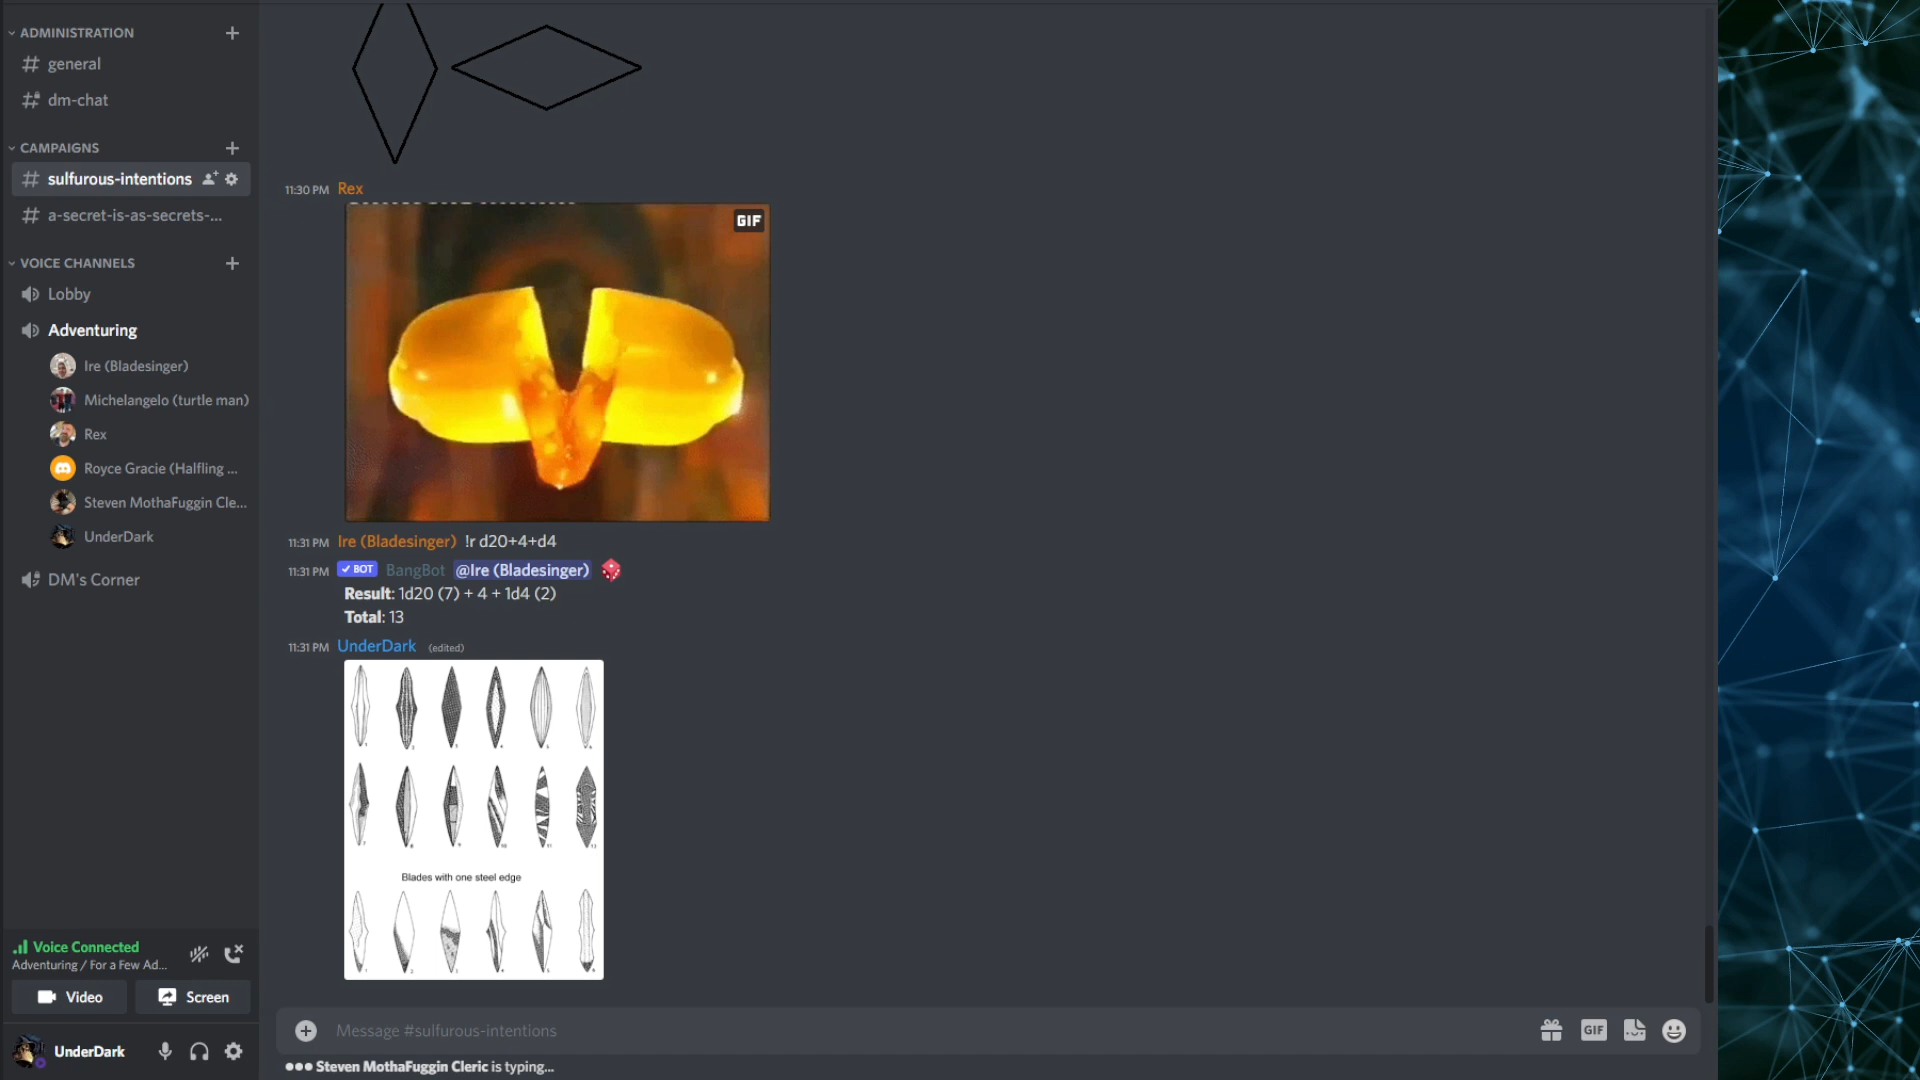 ADMINISTRATION
general
dm-chat
CAMPAIGNS
sulfurous-intentions
a-secret-is-as-secrets-...
VOICE CHANNELS
Lobby
Adventuring
Ire (Bladesinger)
Michelangelo (turtle man)
Rex
Royce Gracie (Halfling ...
Steven MothaFuggin Cle...
UnderDark
DM's Corner
Voice Connected
Adventuring / For a Few Ad...
Video
Screen
UnderDark
11:30 PM Rex
GIF
11:31 PM Ire (Bladesinger) !r d20+4+d4
11:31 PM BOT BangBot @Ire (Bladesinger)
Result: 1d20 (7) + 4 + 1d4 (2)
Total: 13
11:31 PM UnderDark (edited)
Blades with one steel edge
Message #sulfurous-intentions
GIF
Steven MothaFuggin Cleric is typing...